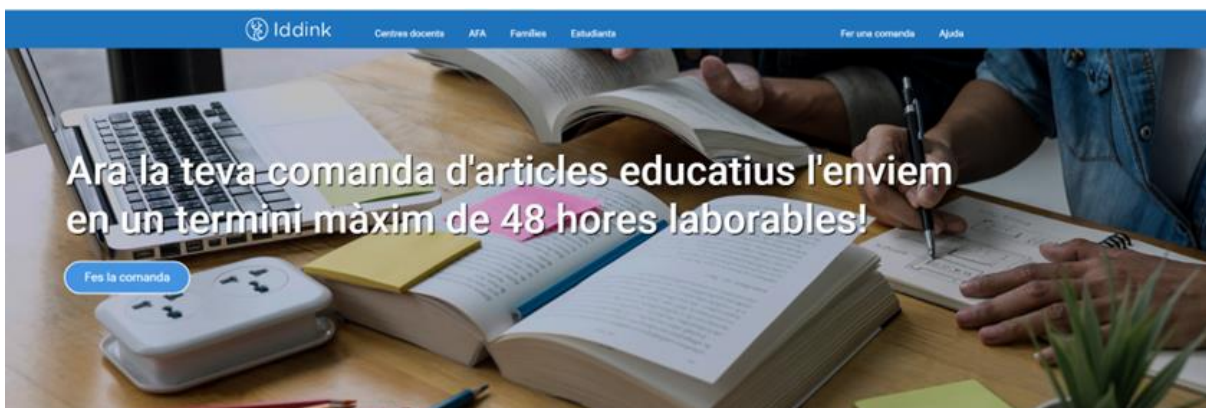 Iddink
Centres docents
AFA
Famílies
Estudiants
Fer una comanda
Ajuda
Ara la teva comanda d'articles educatius l'enviem
en un termini màxim de 48 hores laborables!
Fes la comanda